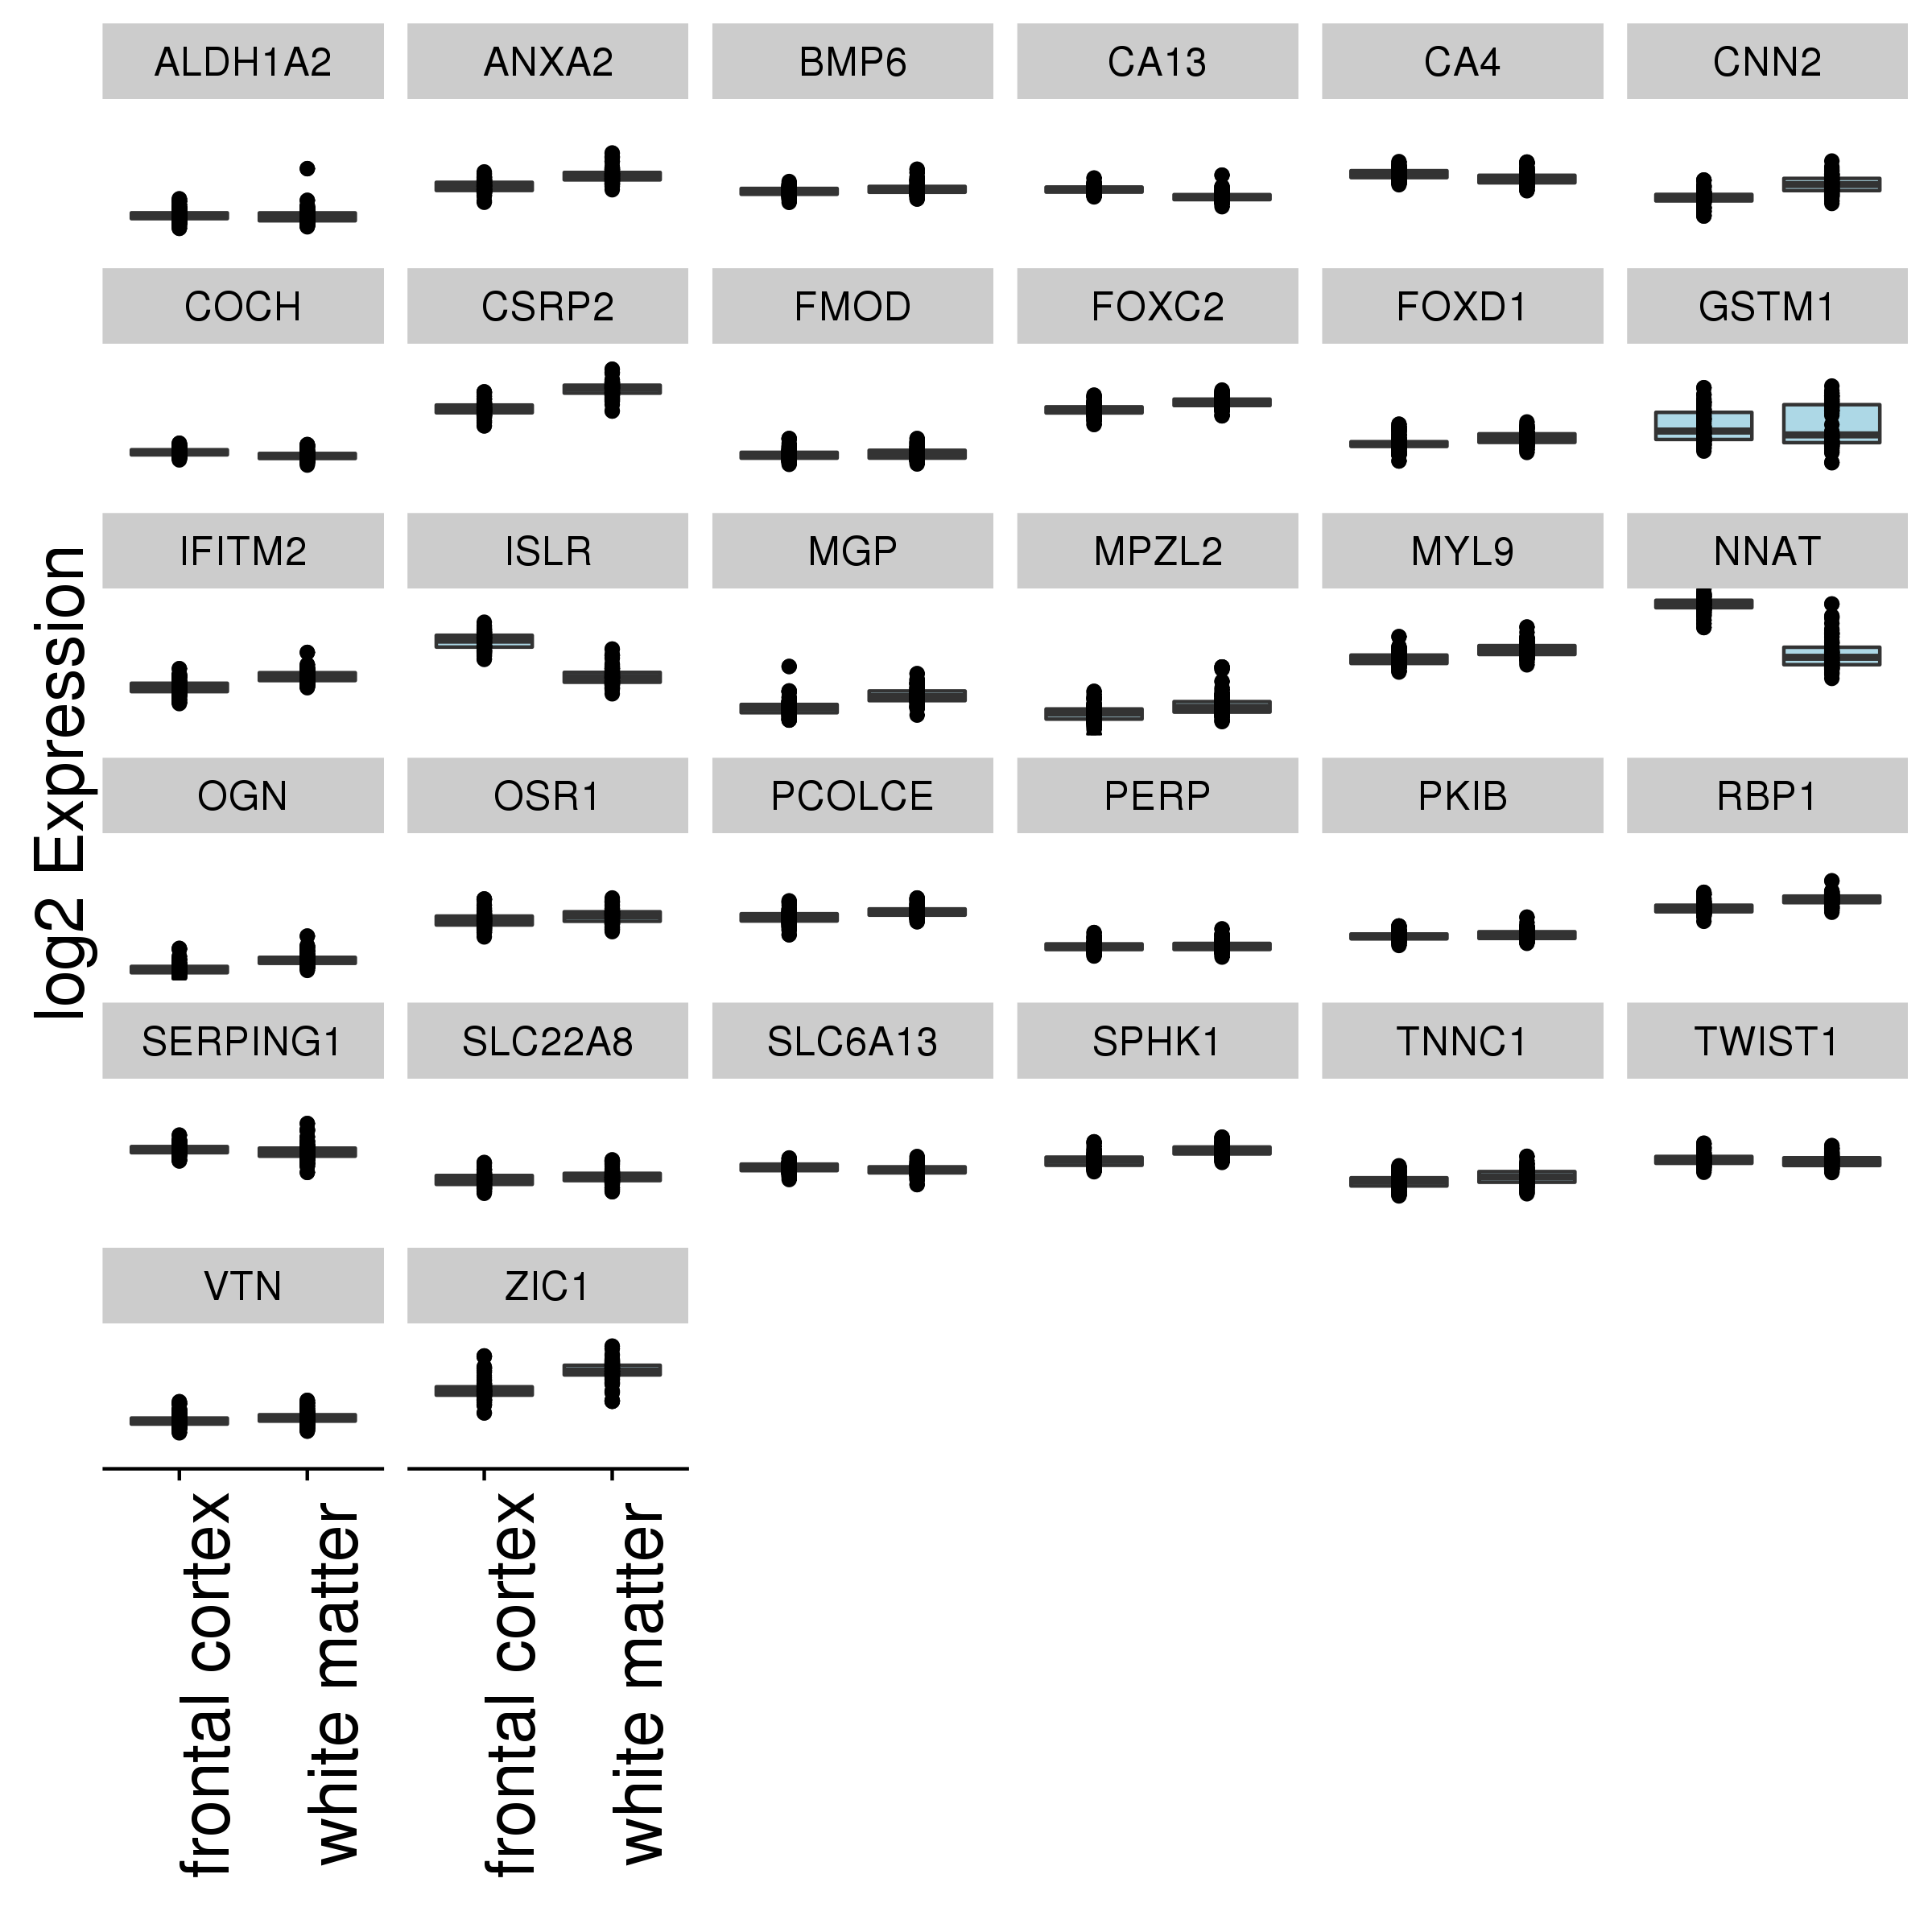 ALDH1A2 ANXA2 BMP6 CA13 CA4 CNN2
COCH CSRP2 FMOD FOXC2 FOXD1 GSTM1
IFITM2 ISLR MGP MPZL2 MYL9 NNAT
OGN OSR1 PCOLCE PERP PKIB RBP1
SERPING1 SLC22A8 SLC6A13 SPHK1 TNNC1 TWIST1
VTN ZIC1
log2 Expression
frontal cortex
white matter
frontal cortex
white matter